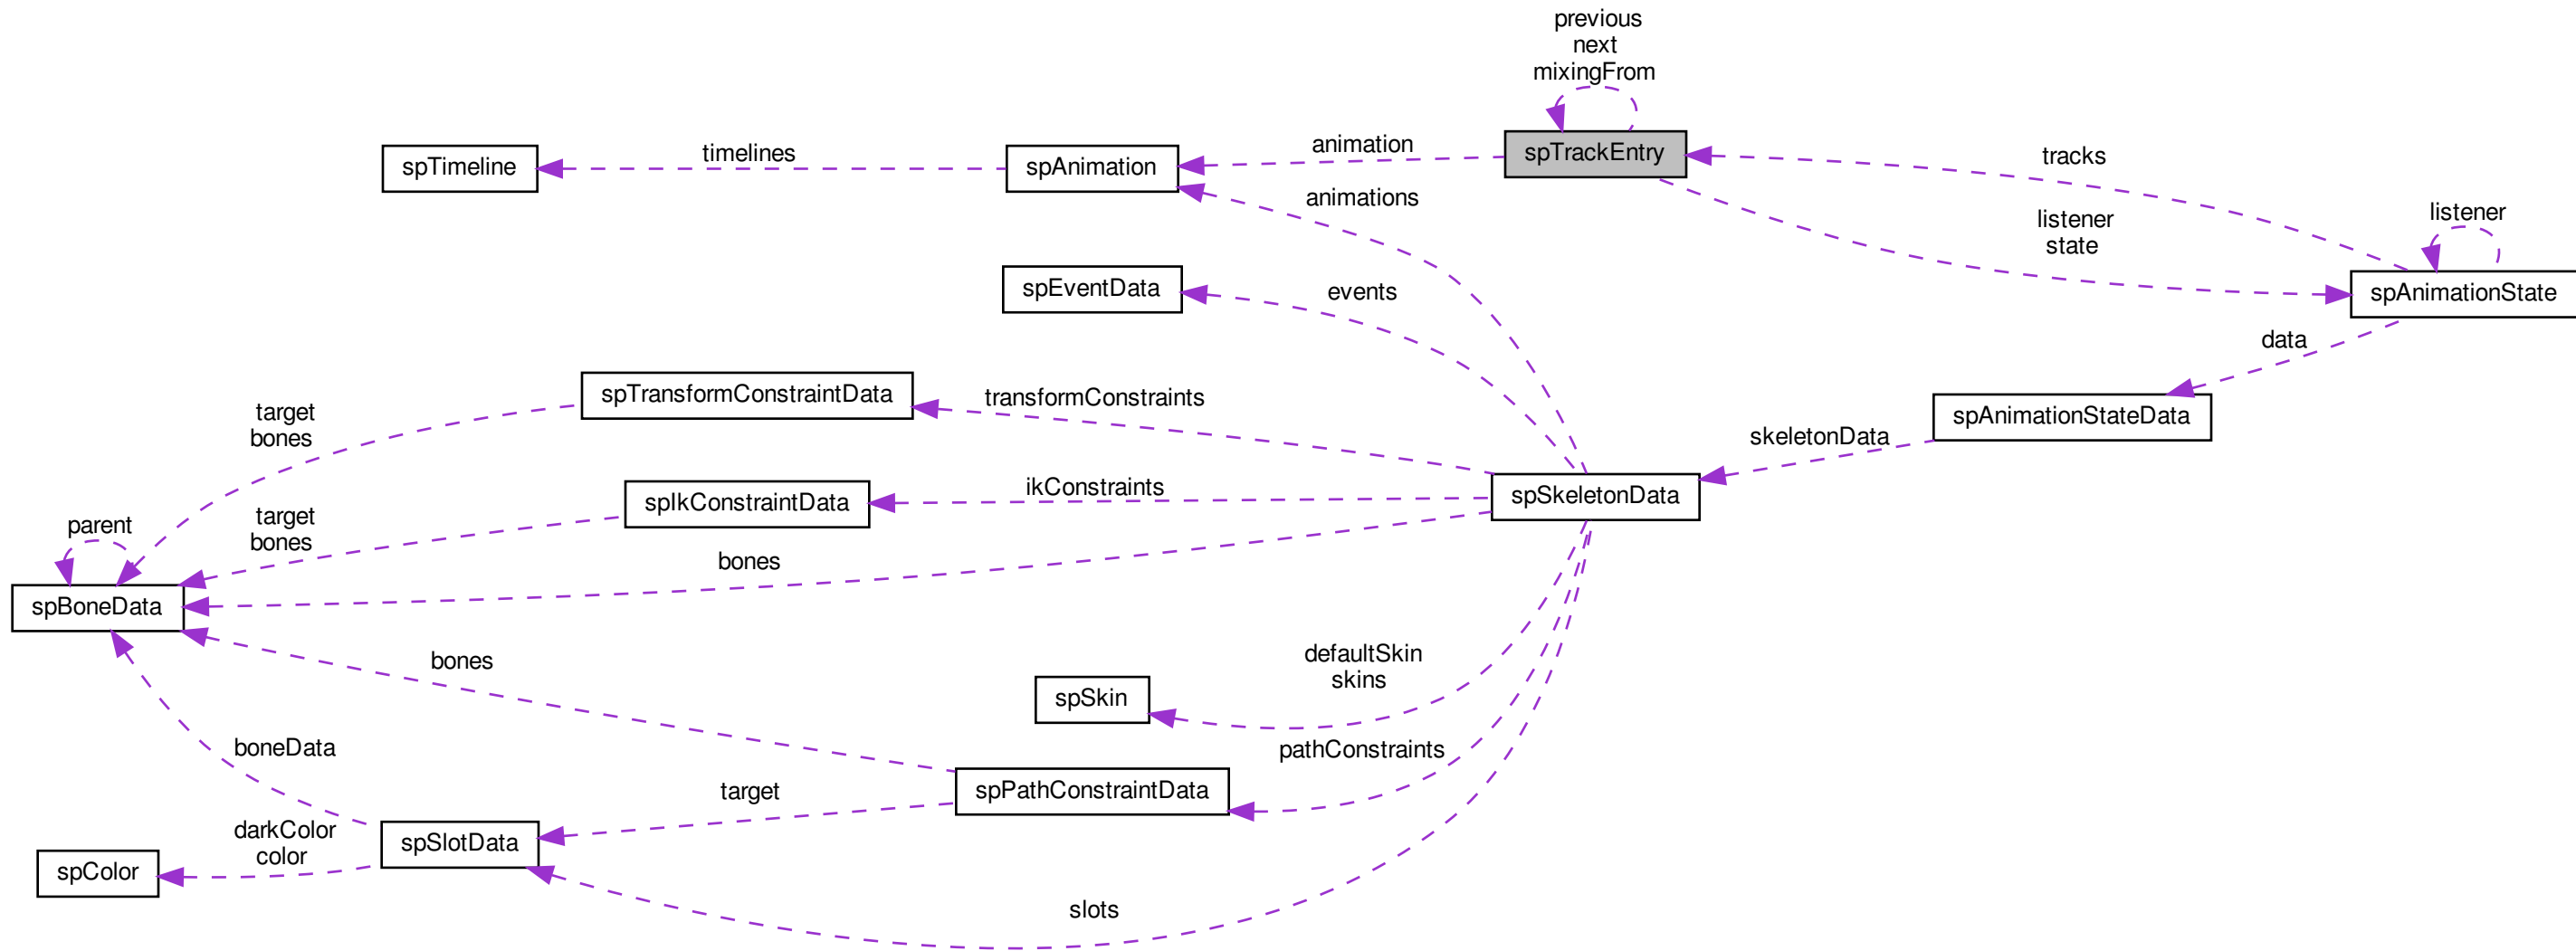 previous
next
mixingFrom
spTimeline
timelines
spAnimation
animation
spTrackEntry
tracks
animations
listener
state
listener
spEventData
events
spAnimationState
data
spTransformConstraintData
transformConstraints
target
bones
spAnimationStateData
skeletonData
spIkConstraintData
ikConstraints
spSkeletonData
parent
target
bones
bones
spBoneData
bones
defaultSkin
skins
spSkin
boneData
pathConstraints
target
spPathConstraintData
darkColor
color
spSlotData
spColor
slots